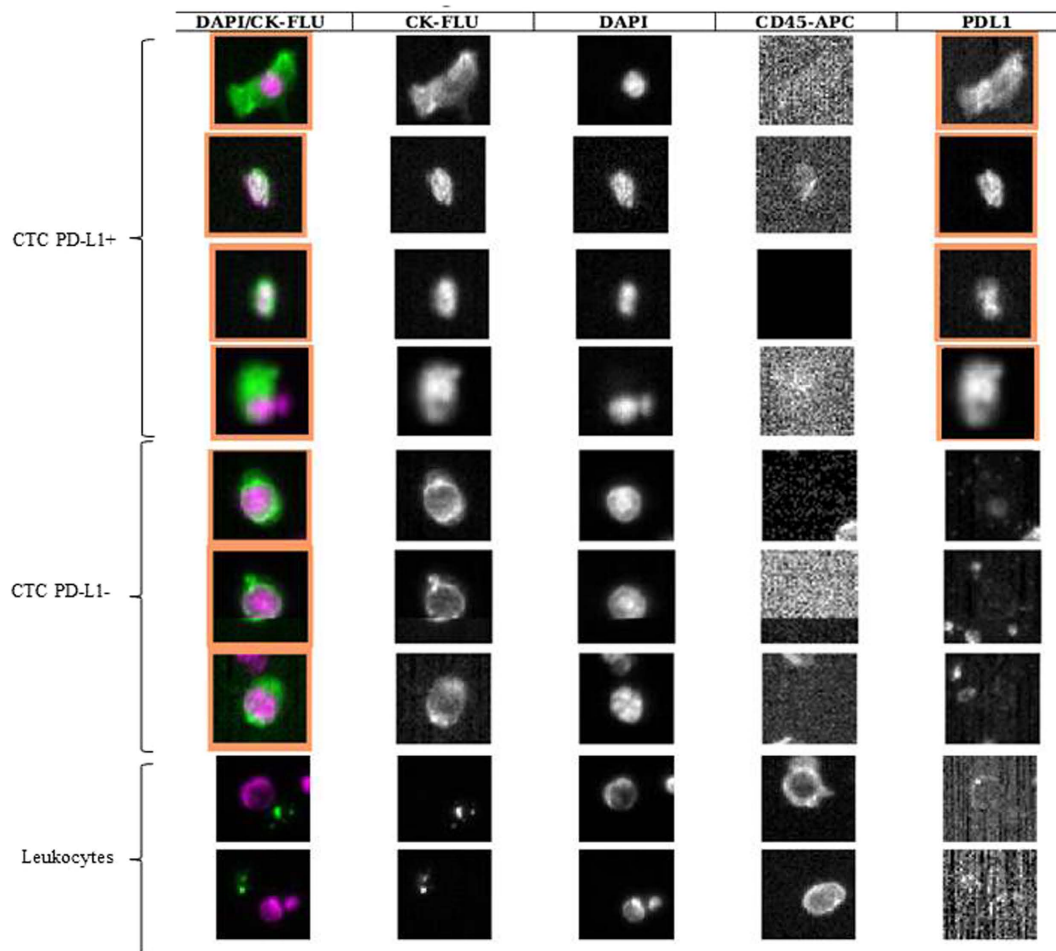 DAPI/CK-FLU CK-FLU DAPI CD45-APC PDL1
CTC PD-L1+
CTC PD-L1-
Leukocytes